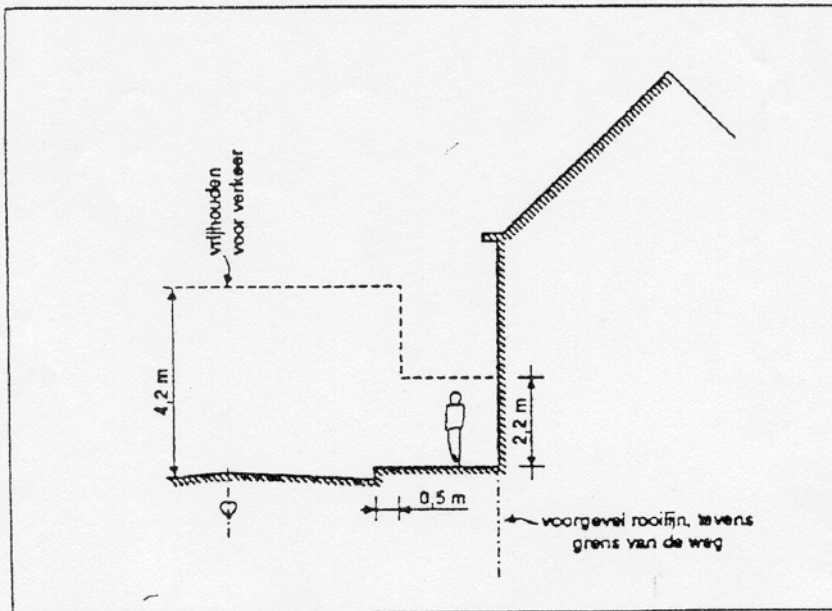 vrijhouden
voor verkeer
4,2 m
2,2 m
0,5 m
voorgevel rooilijn, tevens
grens van de weg